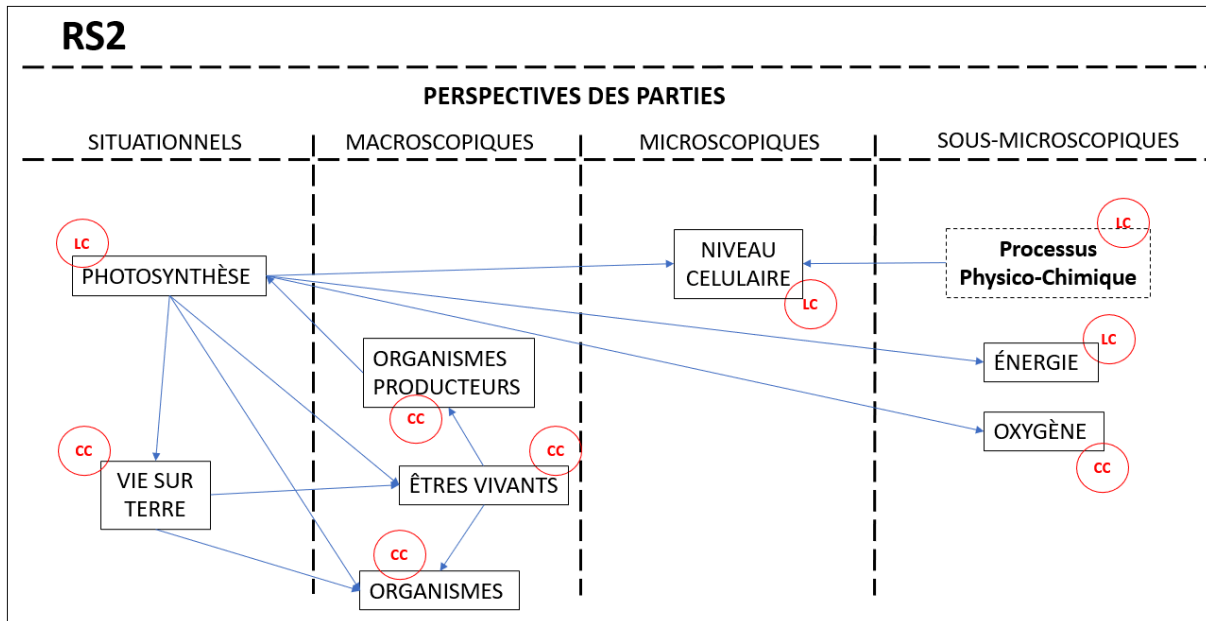 RS2
PERSPECTIVES DES PARTIES
SITUATIONNELS
MACROSCOPIQUES
MICROSCOPIQUES
SOUS-MICROSCOPIQUES
LC
PHOTOSYNTHÈSE
NIVEAU
CELULAIRE
LC
LC
Processus
Physico-Chimique
ORGANISMES
PRODUCTEURS
CC
LC
ÉNERGIE
OXYGÈNE
CC
CC
VIE SUR
TERRE
CC
ÊTRES VIVANTS
CC
ORGANISMES